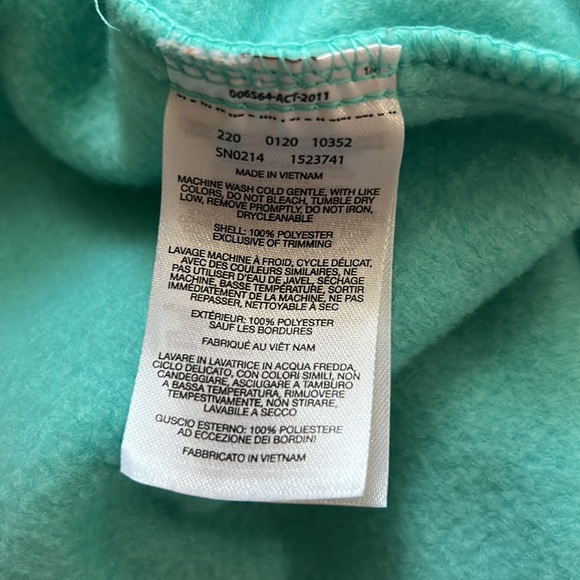 1/
006564-ACT-2011
220 0120 10352
SN0214 1523741
MADE IN VIETNAM
MACHINE WASH COLD GENTLE, WITH LIKE
COLORS, DO NOT BLEACH, TUMBLE DRY
LOW, REMOVE PROMPTLY, DO NOT IRON,
DRYCLEANABLE
SHELL: 100% POLYESTER
EXCLUSIVE OF TRIMMING
LAVAGE MACHINE À FROID, CYCLE DÉLICAT,
AVEC DES COULEURS SIMILAIRES, NE
PAS UTILISER D'EAU DE JAVEL, SÉCHAGE
MACHINE, BASSE TEMPÉRATURE, SORTIR
IMMÉDIATEMENT DE LA MACHINE, NE PAS
REPASSER, NETTOYABLE À SEC
EXTÉRIEUR: 100% POLYESTER
SAUF LES BORDURES
FABRIQUÉ AU VIÊT NAM
LAVARE IN LAVATRICE IN ACQUA FREDDA,
CICLO DELICATO, CON COLORI SIMILI, NON
CANDEGGIARE, ASCIUGARE A TAMBURO
A BASSA TEMPERATURA, RIMUOVERE
TEMPESTIVAMENTE, NON STIRARE,
LAVABILE A SECCO
GUSCIO ESTERNO: 100% POLIESTERE
AD ECCEZIONE DEI BORDINI
FABBRICATO IN VIETNAM